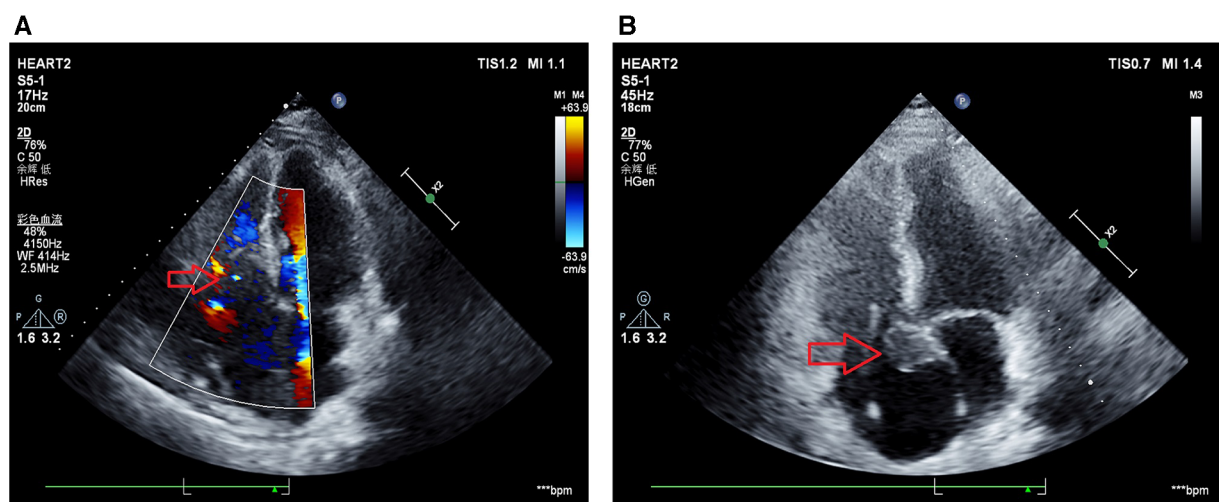 A
HEART2
S5-1
17Hz
20cm
2D
76%
C 50
余辉 低
HRes
彩色血流
48%
4150Hz
WF 414Hz
2.5MHz
TIS1.2 MI 1.1
M1 M4
+63.9
-63.9
cm/s
P
X2
G
P R
1.6 3.2
***bpm
B
HEART2
S5-1
45Hz
18cm
2D
77%
C 50
余辉 低
HGen
TIS0.7 MI 1.4
M3
P
X2
G
P R
1.6 3.2
***bpm